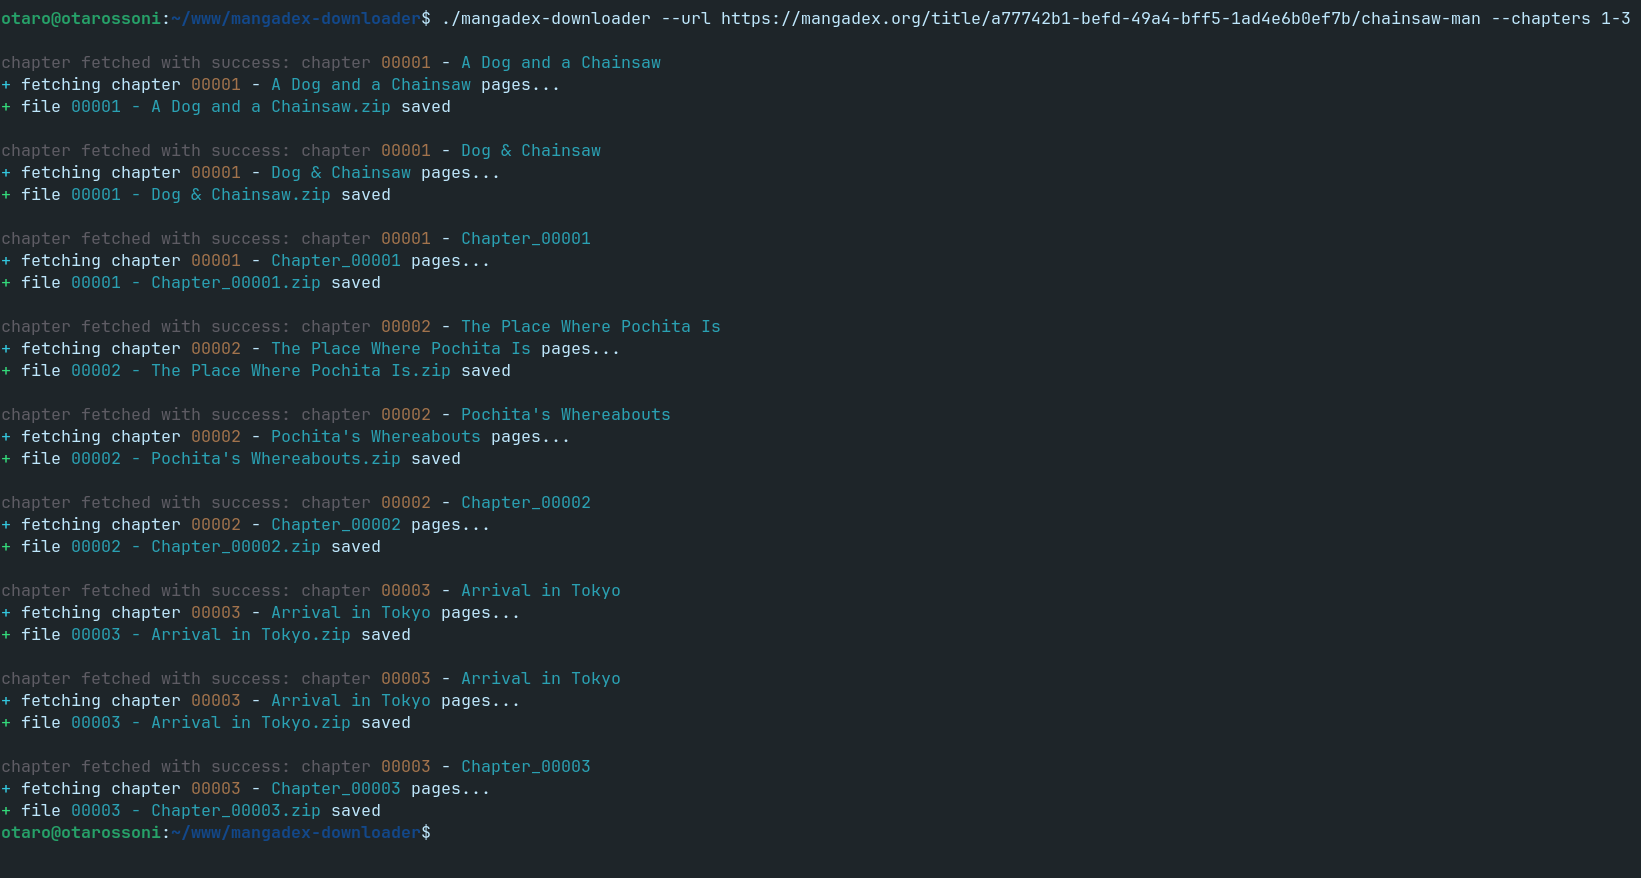 otaro@otarossoni:~/www/mangadex-downloader$ ./mangadex-downloader --url https://mangadex.org/title/a77742b1-befd-49a4-bff5-1ad4e6b0ef7b/chainsaw-man --chapters 1-3
chapter fetched with success: chapter 00001 - A Dog and a Chainsaw
+ fetching chapter 00001 - A Dog and a Chainsaw pages...
+ file 00001 - A Dog and a Chainsaw.zip saved
chapter fetched with success: chapter 00001 - Dog & Chainsaw
+ fetching chapter 00001 - Dog & Chainsaw pages...
+ file 00001 - Dog & Chainsaw.zip saved
chapter fetched with success: chapter 00001 - Chapter_00001
+ fetching chapter 00001 - Chapter_00001 pages...
+ file 00001 - Chapter_00001.zip saved
chapter fetched with success: chapter 00002 - The Place Where Pochita Is
+ fetching chapter 00002 - The Place Where Pochita Is pages...
+ file 00002 - The Place Where Pochita Is.zip saved
chapter fetched with success: chapter 00002 - Pochita's Whereabouts
+ fetching chapter 00002 - Pochita's Whereabouts pages...
+ file 00002 - Pochita's Whereabouts.zip saved
chapter fetched with success: chapter 00002 - Chapter_00002
+ fetching chapter 00002 - Chapter_00002 pages...
+ file 00002 - Chapter_00002.zip saved
chapter fetched with success: chapter 00003 - Arrival in Tokyo
+ fetching chapter 00003 - Arrival in Tokyo pages...
+ file 00003 - Arrival in Tokyo.zip saved
chapter fetched with success: chapter 00003 - Arrival in Tokyo
+ fetching chapter 00003 - Arrival in Tokyo pages...
+ file 00003 - Arrival in Tokyo.zip saved
chapter fetched with success: chapter 00003 - Chapter_00003
+ fetching chapter 00003 - Chapter_00003 pages...
+ file 00003 - Chapter_00003.zip saved
otaro@otarossoni:~/www/mangadex-downloader$